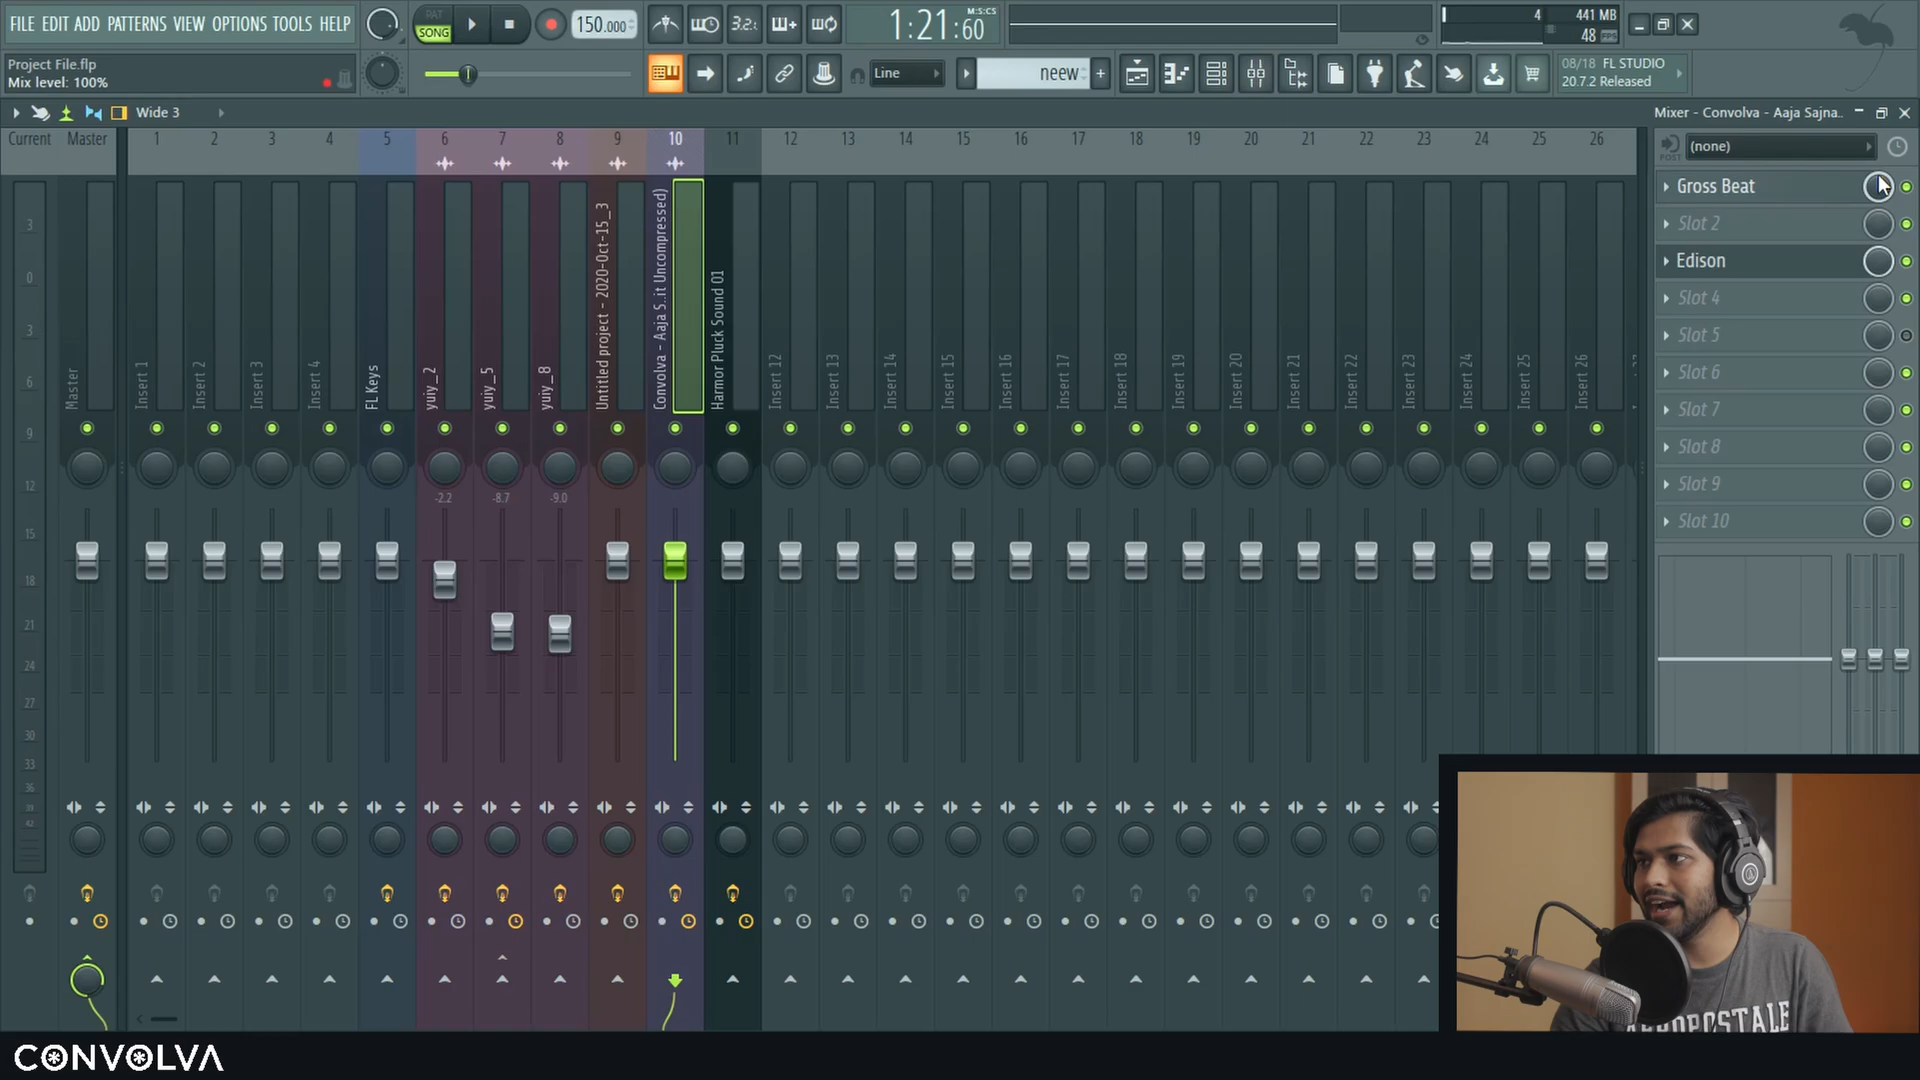 FILE EDIT ADD PATTERNS VIEW OPTIONS TOOLS HELP
PAT
SONG
150.000
3.2.
1:21:60
M:S:CS
4
441 MB
48
Project File.flp
Mix level: 100%
Line
neew
08/18 FL STUDIO
20.7.2 Released
Wide 3
Mixer - Convolva - Aaja Sajna..
Current Master 1 2 3 4 5 6 7 8 9 10 11 12 13 14 15 16 17 18 19 20 21 22 23 24 25 26
POST
(none)
Gross Beat
Slot 2
Edison
Slot 4
Slot 5
Slot 6
Slot 7
Slot 8
Slot 9
Slot 10
3
0
3
6
9
12
15
18
21
24
27
30
33
36
39
42
Master
Insert 1
Insert 2
Insert 3
Insert 4
FL Keys
yuiy_2
yuiy_5
yuiy_8
Untitled project - 2020-Oct-15_3
Convolva - Aaja S..it Uncompressed)
Harmor Pluck Sound 01
Insert 12
Insert 13
Insert 14
Insert 15
Insert 16
Insert 17
Insert 18
Insert 19
Insert 20
Insert 21
Insert 22
Insert 23
Insert 24
Insert 25
Insert 26
-2.2
-8.7
-9.0
CONVOLVA